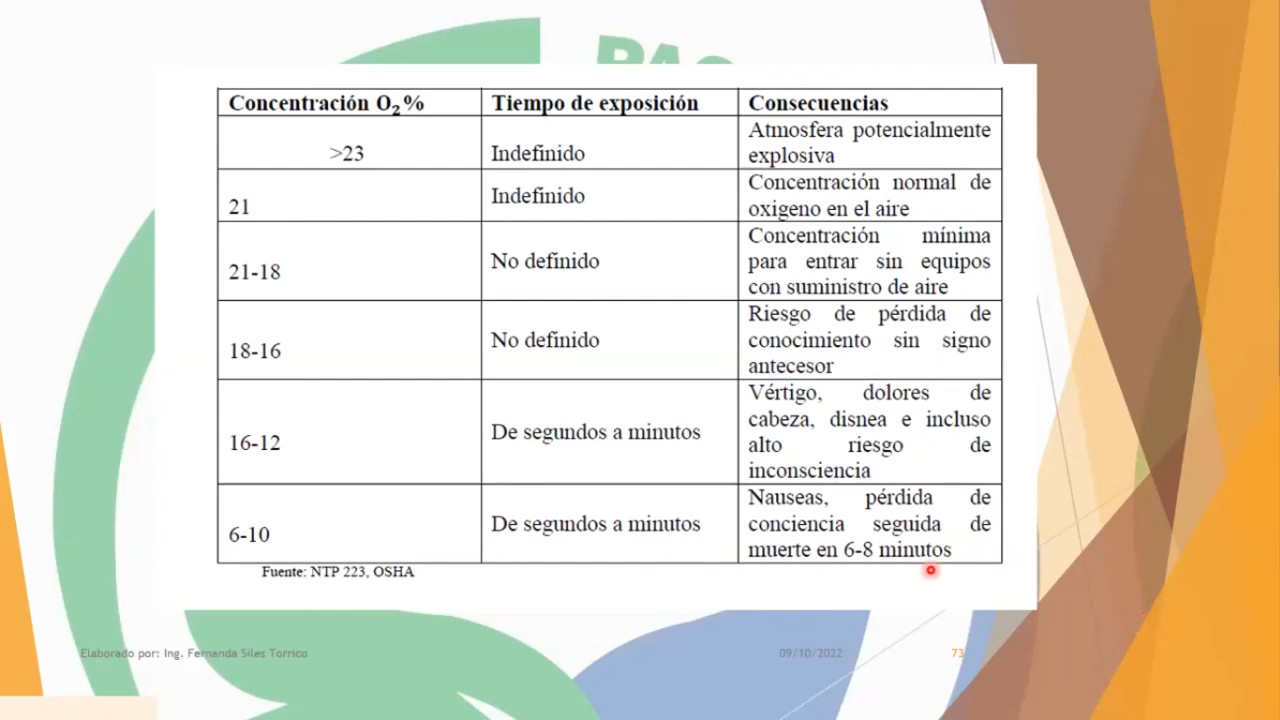 Concentración O₂%
Tiempo de exposición
Consecuencias
>23
Indefinido
Atmosfera potencialmente
explosiva
21
Indefinido
Concentración normal de
oxigeno en el aire
21-18
No definido
Concentración mínima
para entrar sin equipos
con suministro de aire
18-16
No definido
Riesgo de pérdida de
conocimiento sin signo
antecesor
16-12
De segundos a minutos
Vértigo, dolores de
cabeza, disnea e incluso
alto riesgo de
inconsciencia
6-10
De segundos a minutos
Nauseas, pérdida de
conciencia seguida de
muerte en 6-8 minutos
Fuente: NTP 223, OSHA
Elaborado por: Ing. Fernanda Siles Torrico
09/10/2022
73